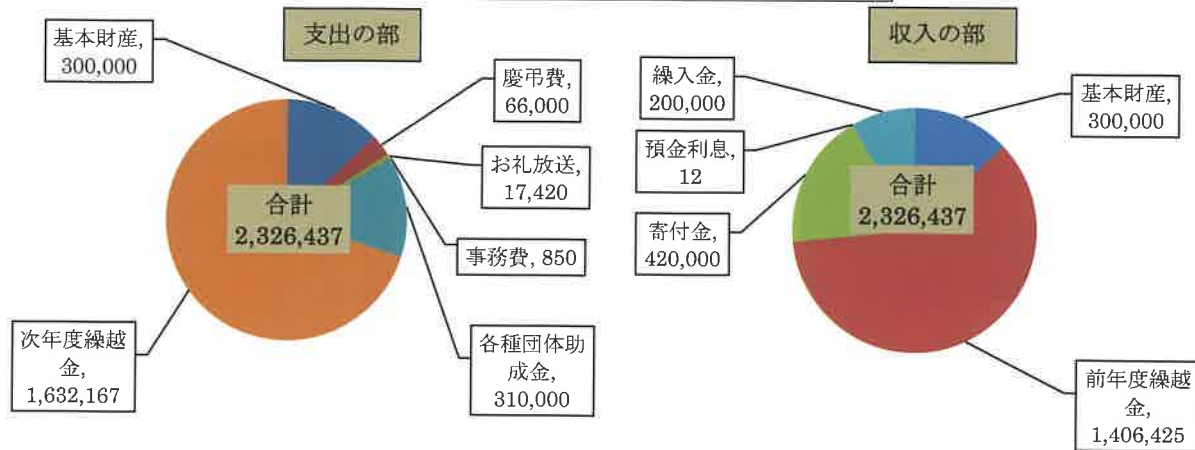 支出の部
基本財産,
300,000
慶弔費,
66,000
お礼放送,
17,420
事務費, 850
各種団体助
成金,
310,000
次年度繰越
金,
1,632,167
合計
2,326,437
収入の部
繰入金,
200,000
預金利息,
12
寄付金,
420,000
基本財産,
300,000
前年度繰越
金,
1,406,425
合計
2,326,437